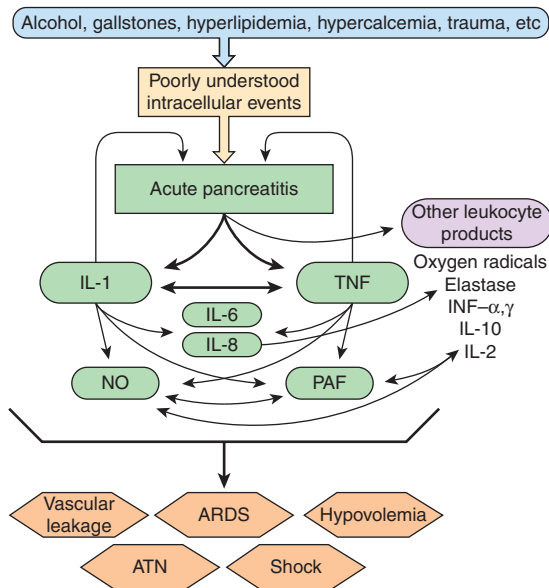 Alcohol, gallstones, hyperlipidemia, hypercalcemia, trauma, etc
Poorly understood
intracellular events
Acute pancreatitis
Other leukocyte
products
Oxygen radicals
Elastase
INF–α,γ
IL-10
IL-2
IL-1
TNF
IL-6
IL-8
NO
PAF
Vascular
leakage
ARDS
Hypovolemia
ATN
Shock